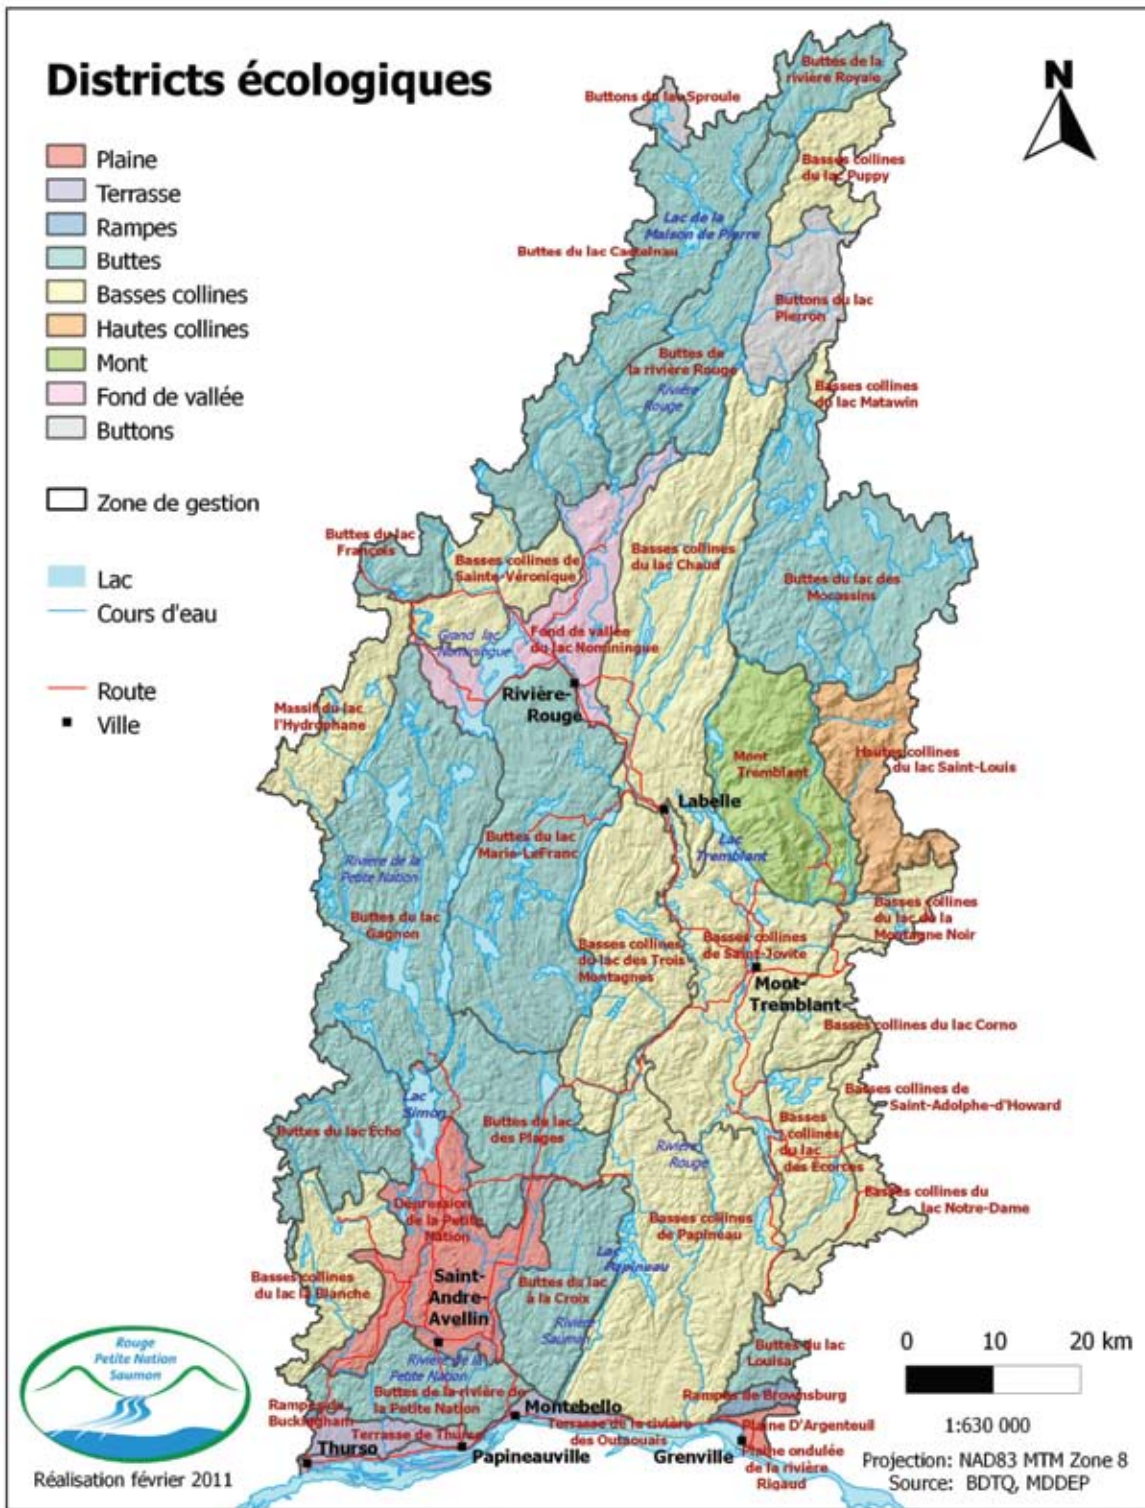 Districts écologiques
Plaine
Terrasse
Rampes
Buttes
Basses collines
Hautes collines
Mont
Fond de vallée
Buttons
Zone de gestion
Lac
Cours d'eau
Route
Ville
N
Buttes de la
rivière Royale
Buttons du lac Sproule
Basses collines
du lac Puppy
Lac de la
Maison de Pierre
Buttes du lac Castelnau
Buttons du lac
Pierron
Buttes de
la rivière Rouge
Rivière
Rouge
Basses collines
du lac Matawin
Buttes du lac
François
Basses collines de
Sainte-Véronique
Basses collines
du lac Chaud
Buttes du lac des
Mocassins
Grand lac
Nominingue
Fond de vallée
du lac Nominingue
Rivière-
Rouge
Massif du lac
l'Hydrophane
Mont
Tremblant
Hautes collines
du lac Saint-Louis
Labelle
Lac
Tremblant
Buttes du lac
Marie-LeFranc
Rivière de la
Petite Nation
Buttes du lac
Gagnon
Basses collines
du lac de la
Montagne Noir
Basses collines
du lac des Trois
Montagnes
Basses collines
de Saint-Jovite
Mont-
Tremblant
Basses collines du lac Corno
Lac
Simon
Basses collines de
Saint-Adolphe-d'Howard
Buttes du lac Écho
Buttes du lac
des Plages
Basses
collines
du lac
des Écorces
Rivière
Rouge
Basses collines du
lac Notre-Dame
Dépression
de la Petite
Nation
Basses collines
de Papineau
Lac
Papineau
Basses collines
du lac la Blanche
Saint-
Andre-
Avellin
Buttes du lac
à la Croix
Rivière
Saumon
Rivière de la
Petite Nation
Buttes du lac
Louisa
Buttes de la rivière de
la Petite Nation
Rampes de Brownsburg
Rampes de
Buckingham
Montebello
Terrasse de la rivière
des Outaouais
Plaine D'Argenteuil
Terrasse de Thurso
Thurso
Papineauville
Grenville
Plaine ondulée
de la rivière
Rigaud
0 10 20 km
1:630 000
Projection: NAD83 MTM Zone 8
Source: BDTQ, MDDEP
Rouge
Petite Nation
Saumon
Réalisation février 2011